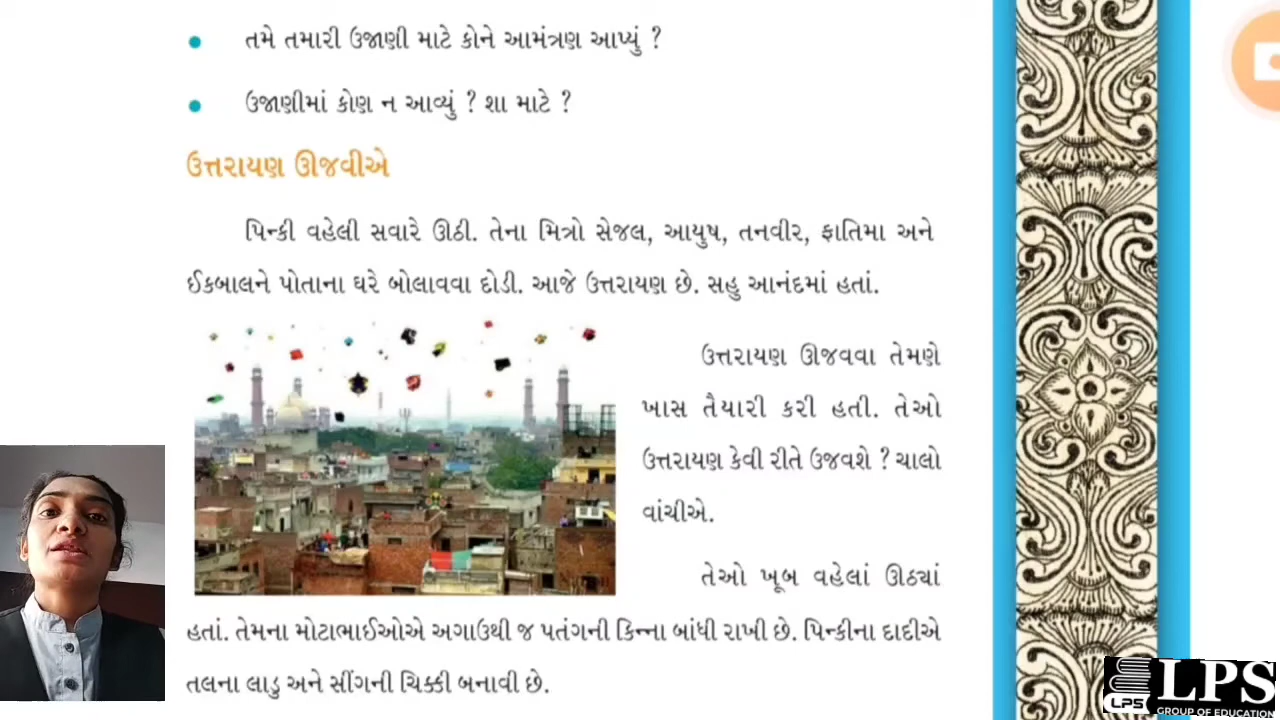 તમે તમારી ઉજાણી માટે કોને આમંત્રણ આપ્યું ?
ઉજાણીમાં કોણ ન આવ્યું ? શા માટે ?
ઉત્તરાયણ ઊજવીએ
પિન્કી વહેલી સવારે ઊઠી. તેના મિત્રો સેજલ, આયુષ, તનવીર, ફાતિમા અને
ઈકબાલને પોતાના ઘરે બોલાવવા દોડી. આજે ઉત્તરાયણ છે. સહુ આનંદમાં હતાં.
ઉત્તરાયણ ઊજવવા તેમણે
ખાસ તૈયારી કરી હતી. તેઓ
ઉત્તરાયણ કેવી રીતે ઉજવશે ? ચાલો
વાંચીએ.
તેઓ ખૂબ વહેલાં ઊઠ્યાં
હતાં. તેમના મોટાભાઈઓએ અગાઉથી જ પતંગની કિન્ના બાંધી રાખી છે. પિન્કીના દાદીએ
તલના લાડુ અને સીંગની ચિક્કી બનાવી છે.
LPS
LPS
GROUP OF EDUCATION